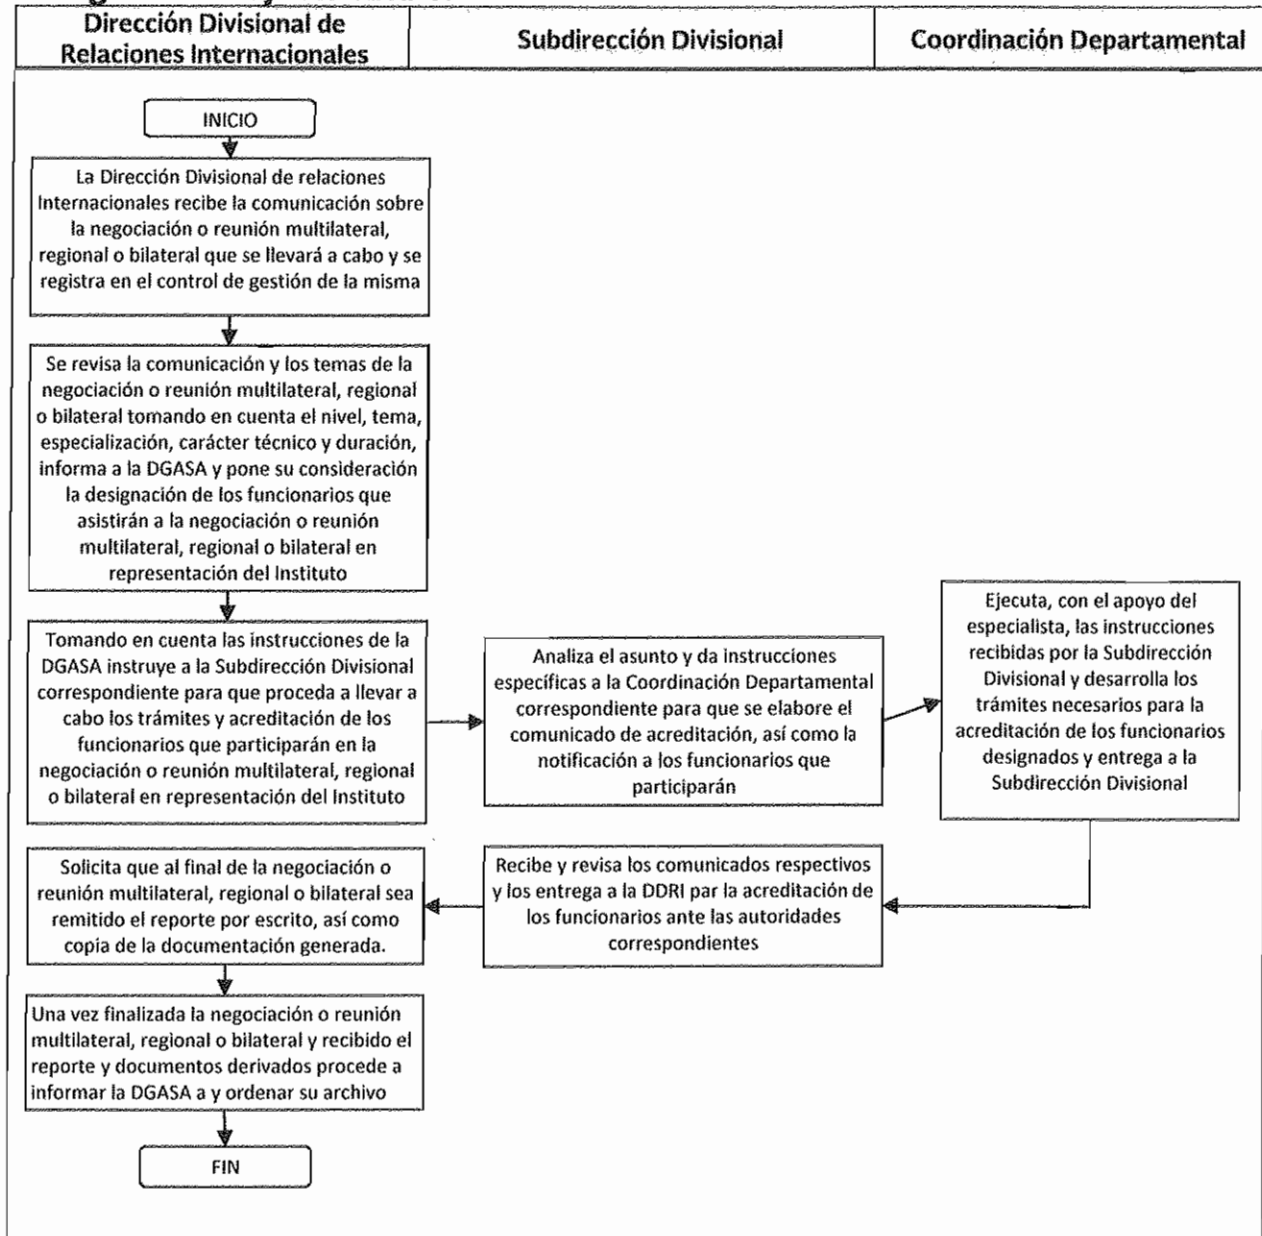 Dirección Divisional de
Relaciones Internacionales
Subdirección Divisional
Coordinación Departamental
INICIO
La Dirección Divisional de relaciones
Internacionales recibe la comunicación sobre
la negociación o reunión multilateral,
regional o bilateral que se llevará a cabo y se
registra en el control de gestión de la misma
Se revisa la comunicación y los temas de la
negociación o reunión multilateral, regional
o bilateral tomando en cuenta el nivel, tema,
especialización, carácter técnico y duración,
informa a la DGASA y pone su consideración
la designación de los funcionarios que
asistirán a la negociación o reunión
multilateral, regional o bilateral en
representación del Instituto
Tomando en cuenta las instrucciones de la
DGASA instruye a la Subdirección Divisional
correspondiente para que proceda a llevar a
cabo los trámites y acreditación de los
funcionarios que participarán en la
negociación o reunión multilateral, regional
o bilateral en representación del Instituto
Analiza el asunto y da instrucciones
específicas a la Coordinación Departamental
correspondiente para que se elabore el
comunicado de acreditación, así como la
notificación a los funcionarios que
participarán
Ejecuta, con el apoyo del
especialista, las instrucciones
recibidas por la Subdirección
Divisional y desarrolla los
trámites necesarios para la
acreditación de los funcionarios
designados y entrega a la
Subdirección Divisional
Recibe y revisa los comunicados respectivos
y los entrega a la DDRI par la acreditación de
los funcionarios ante las autoridades
correspondientes
Solicita que al final de la negociación o
reunión multilateral, regional o bilateral sea
remitido el reporte por escrito, así como
copia de la documentación generada.
Una vez finalizada la negociación o reunión
multilateral, regional o bilateral y recibido el
reporte y documentos derivados procede a
informar la DGASA a y ordenar su archivo
FIN